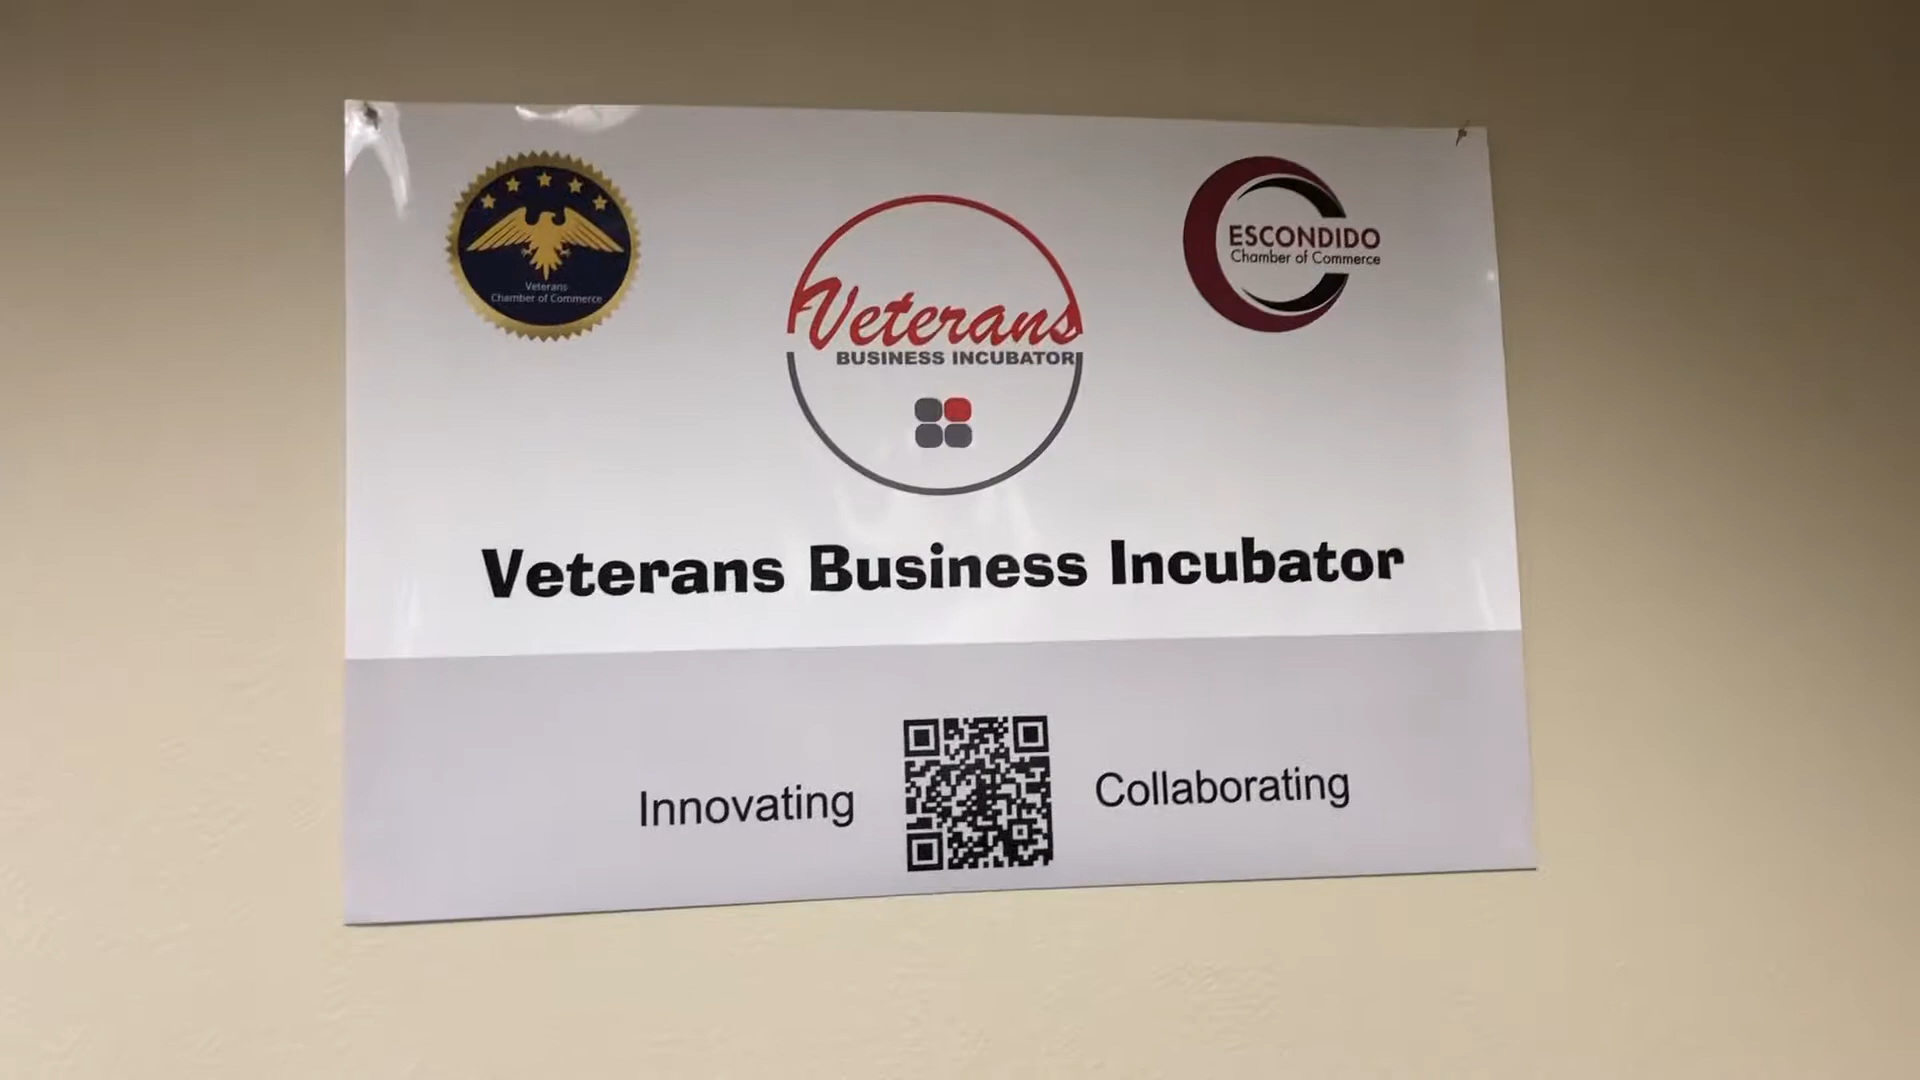 Veterans
Chamber of Commerce
ESCONDIDO
Chamber of Commerce
Veterans
BUSINESS INCUBATOR
Veterans Business Incubator
Innovating
Collaborating